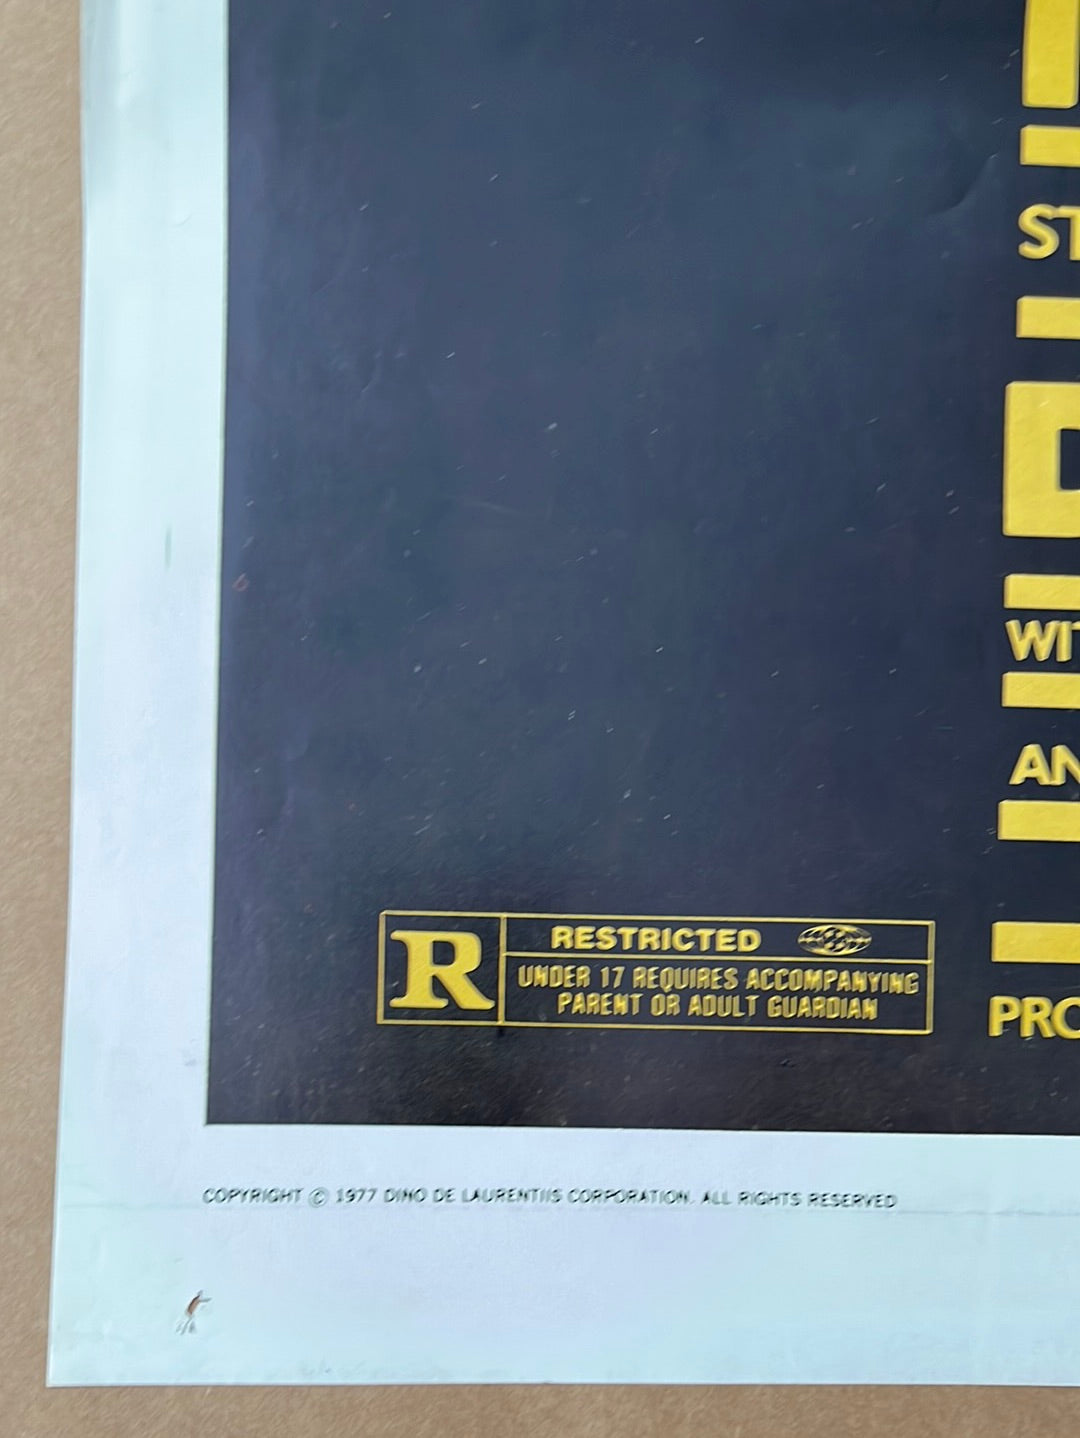 ST
D
WIT
AN
R
RESTRICTED
UNDER 17 REQUIRES ACCOMPANYING
PARENT OR ADULT GUARDIAN
PRO
COPYRIGHT © 1977 DINO DE LAURENTIIS CORPORATION. ALL RIGHTS RESERVED